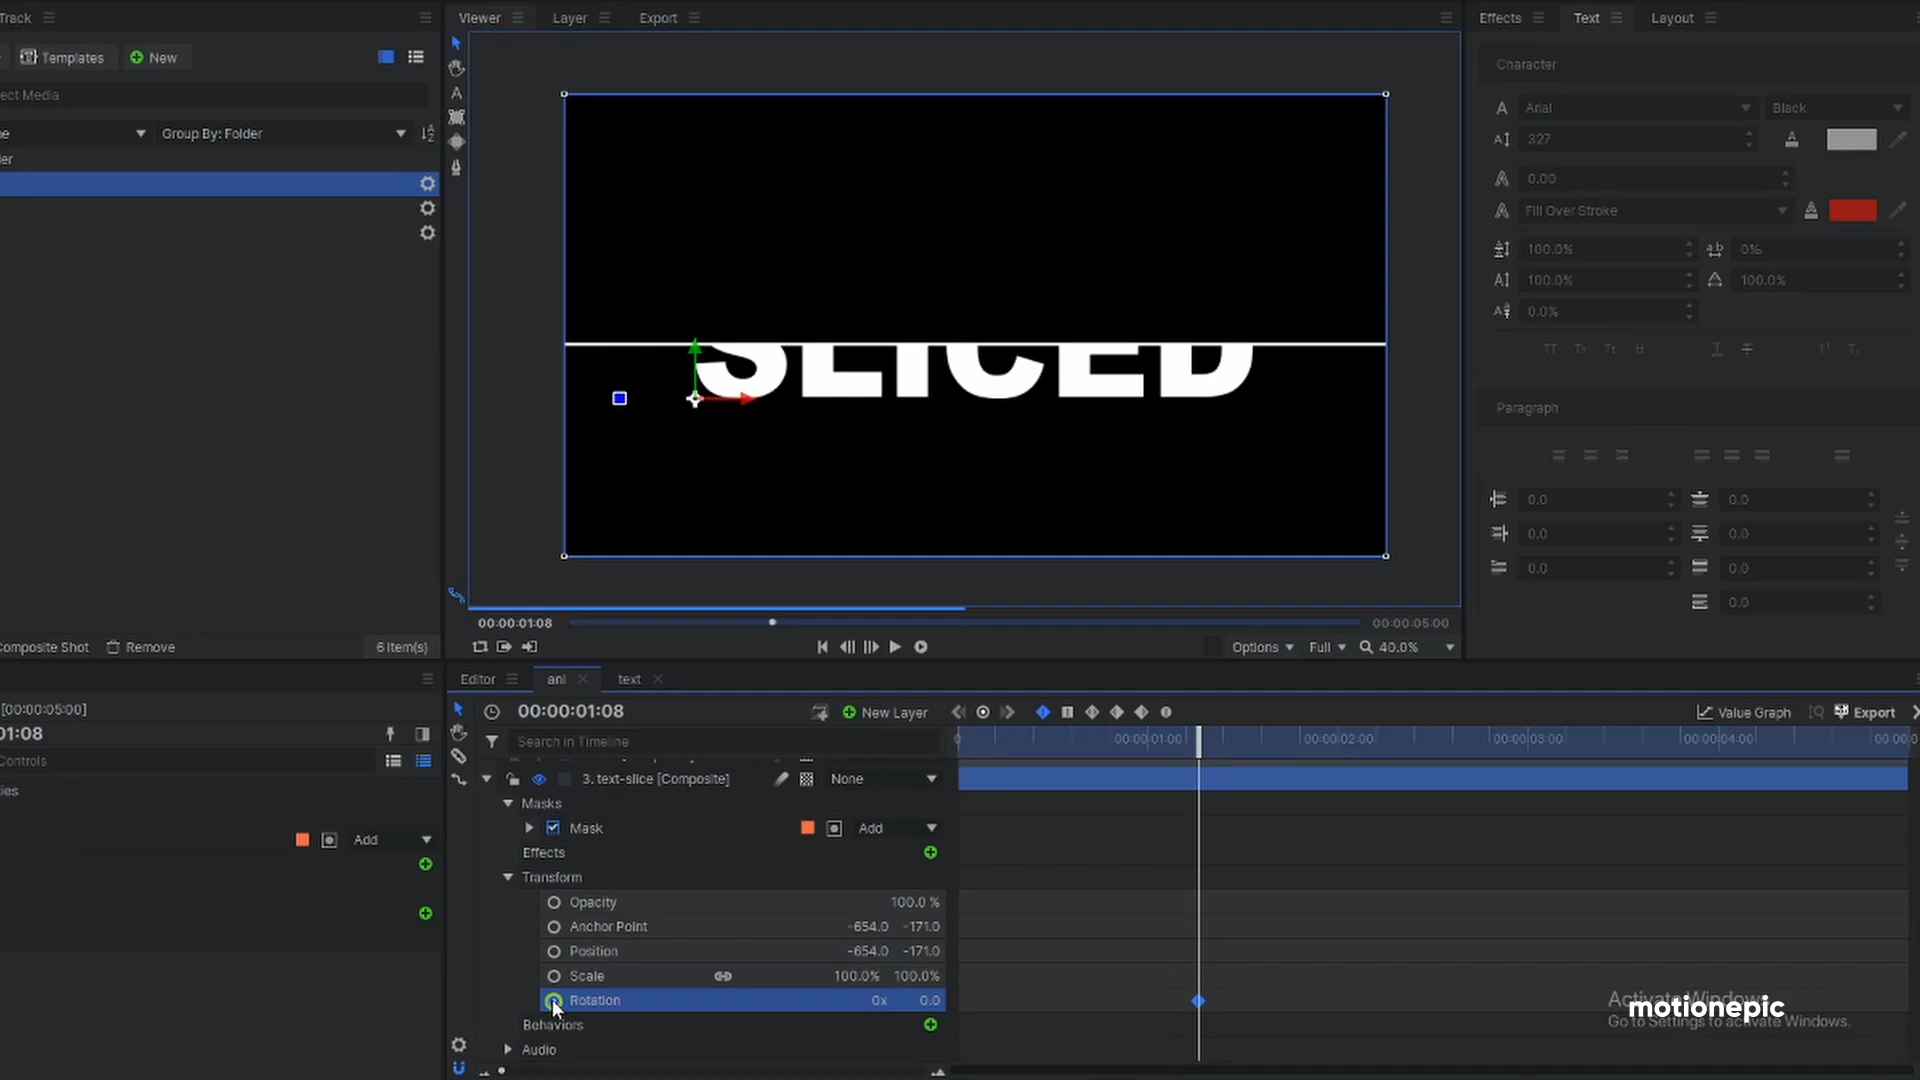 Track
Templates
New
ect Media
ne
Group By: Folder
der
Composite Shot
Remove
6 item(s)
Viewer
Layer
Export
SLICED
00:00:01:08
00:00:05:00
Options
Full
40.0%
Effects
Text
Layout
Character
Arial
Black
327
0.00
Fill Over Stroke
100.0%
0%
100.0%
100.0%
0.0%
Paragraph
0.0
0.0
0.0
0.0
0.0
0.0
0.0
[00:00:05:00]
01:08
Controls
ies
Add
Editor
ani
text
00:00:01:08
New Layer
Value Graph
Export
Search in Timeline
0
00:00:01:00
00:00:02:00
00:00:03:00
00:00:04:00
00:00:0
3. text-slice [Composite]
None
Masks
Mask
Add
Effects
Transform
Opacity
100.0 %
Anchor Point
-654.0 -171.0
Position
-654.0 -171.0
Scale
100.0% 100.0%
Rotation
0x 0.0
Behaviors
Audio
Activate Windows
Go to Settings to activate Windows.
motionepic